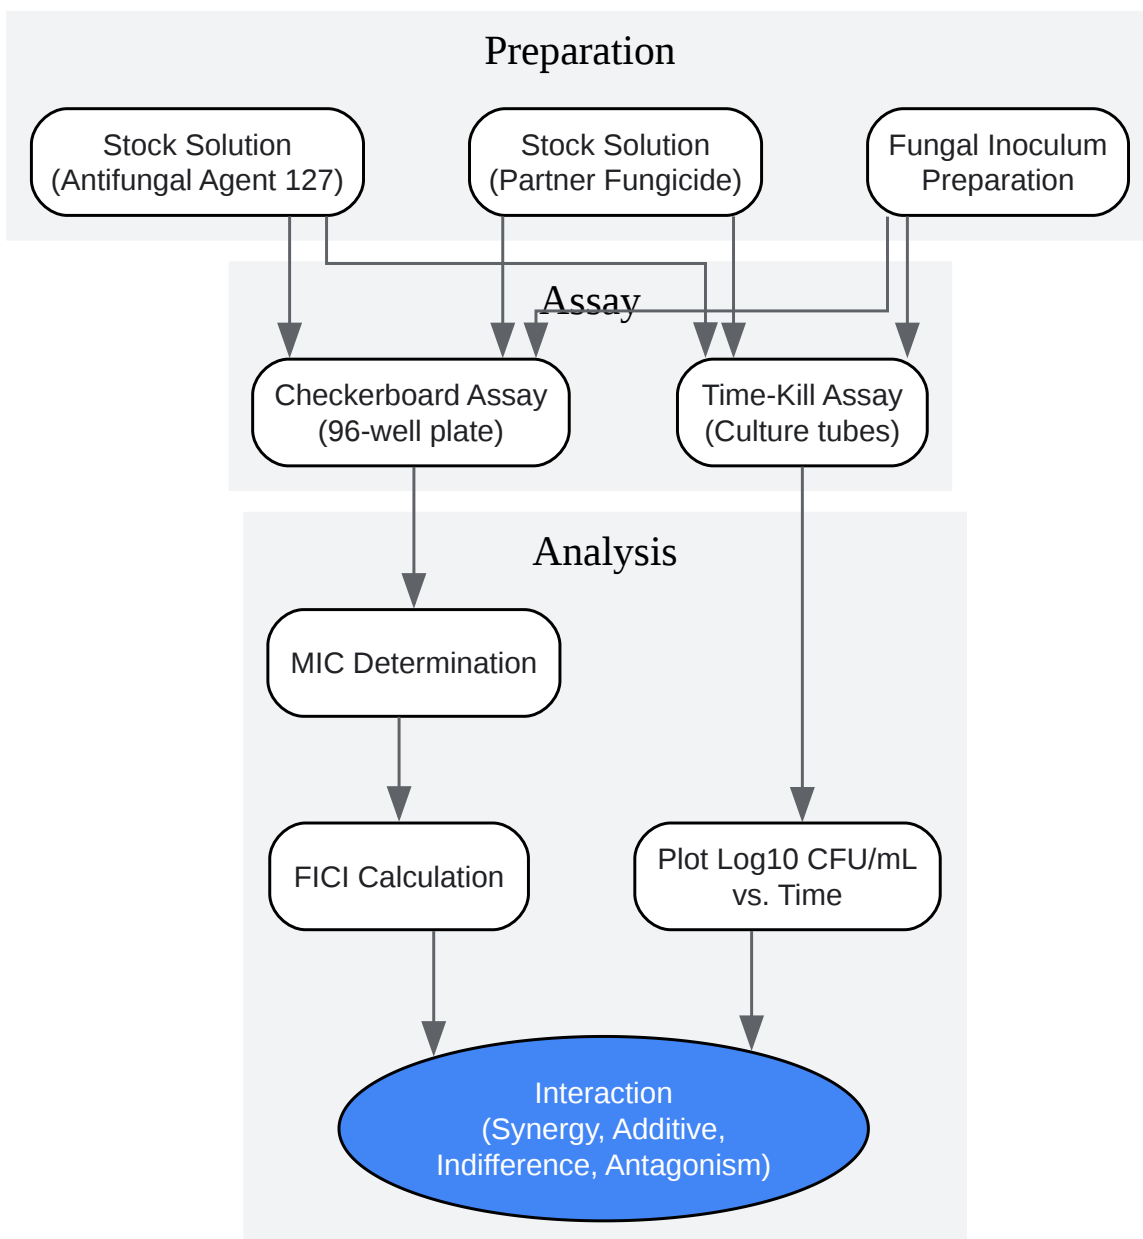 Preparation
Stock Solution
(Antifungal Agent 127)
Stock Solution
(Partner Fungicide)
Fungal Inoculum
Preparation
Assay
Checkerboard Assay
(96-well plate)
Time-Kill Assay
(Culture tubes)
Analysis
MIC Determination
FICI Calculation
Plot Log10 CFU/mL
vs. Time
Interaction
(Synergy, Additive,
Indifference, Antagonism)